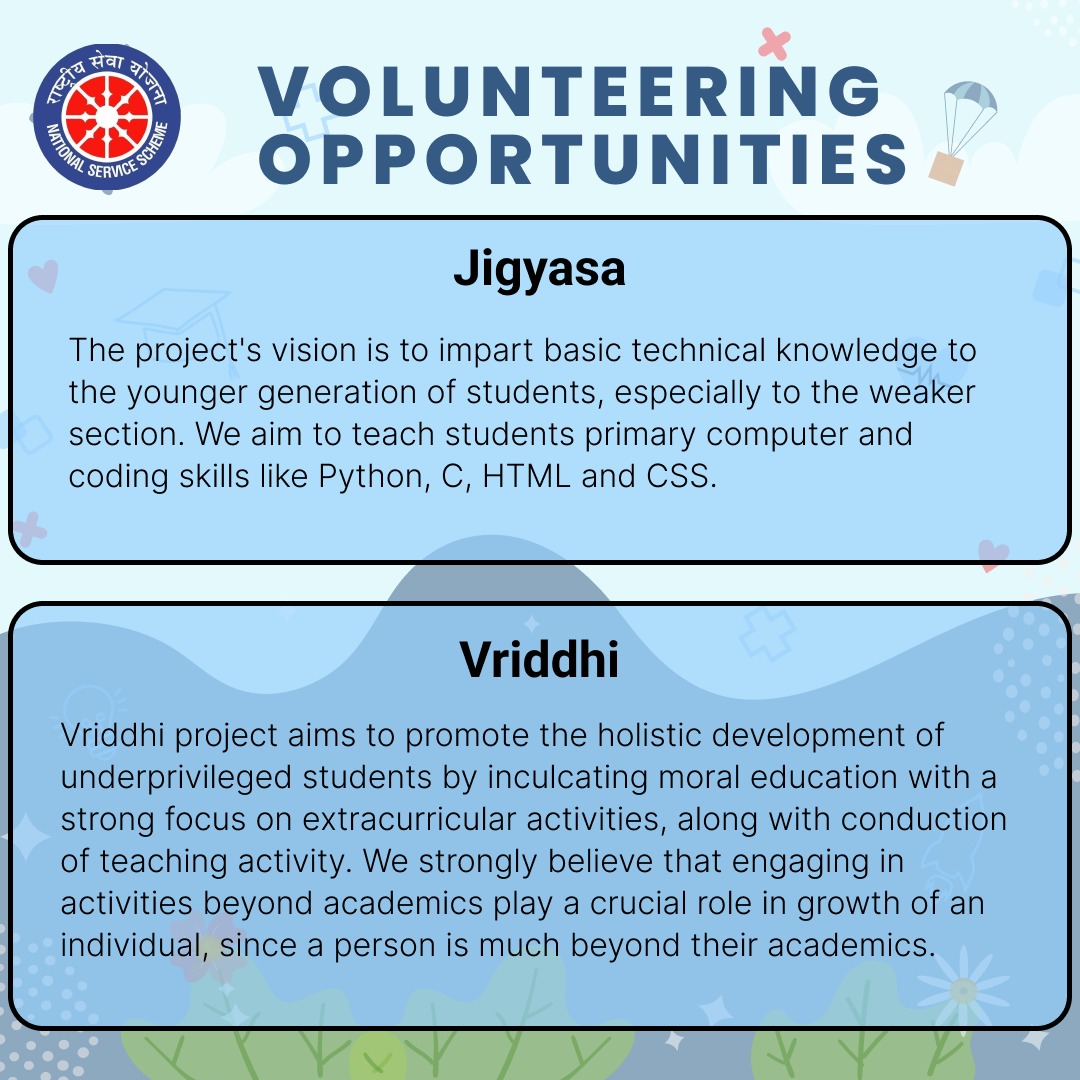 राष्ट्रीय सेवा योजना
NATIONAL SERVICE SCHEME
VOLUNTEERING
OPPORTUNITIES
Jigyasa
The project's vision is to impart basic technical knowledge to
the younger generation of students, especially to the weaker
section. We aim to teach students primary computer and
coding skills like Python, C, HTML and CSS.
Vriddhi
Vriddhi project aims to promote the holistic development of
underprivileged students by inculcating moral education with a
strong focus on extracurricular activities, along with conduction
of teaching activity. We strongly believe that engaging in
activities beyond academics play a crucial role in growth of an
individual, since a person is much beyond their academics.